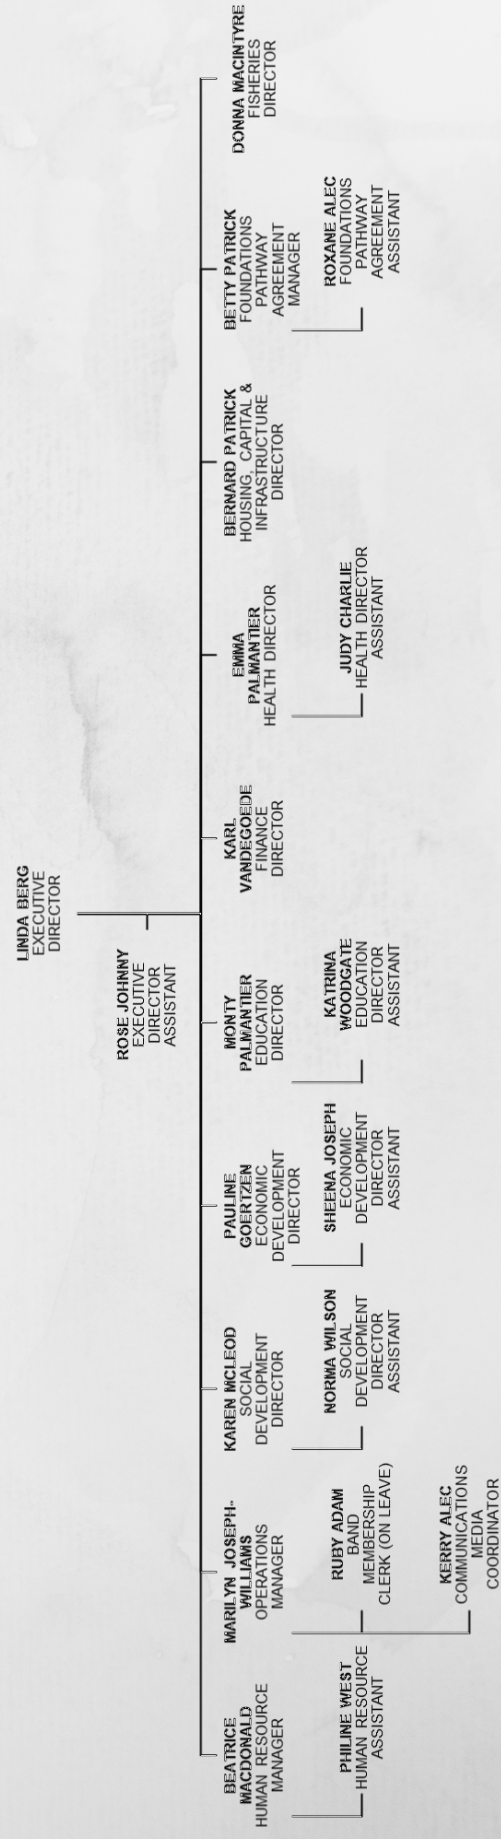 LINDA BERG
EXECUTIVE
DIRECTOR
ROSE JOHNNY
EXECUTIVE
DIRECTOR
ASSISTANT
BEATRICE
MACDONALD
HUMAN RESOURCE
MANAGER
PHILINE WEST
HUMAN RESOURCE
ASSISTANT
MARILYN JOSEPH-
WILLIAMS
OPERATIONS
MANAGER
RUBY ADAM
BAND
MEMBERSHIP
CLERK (ON LEAVE)
KERRY ALEC
COMMUNICATIONS
MEDIA
COORDINATOR
KAREN MCLEOD
SOCIAL
DEVELOPMENT
DIRECTOR
NORMA WILSON
SOCIAL
DEVELOPMENT
DIRECTOR
ASSISTANT
PAULINE
GOERTZEN
ECONOMIC
DEVELOPMENT
DIRECTOR
SHEENA JOSEPH
ECONOMIC
DEVELOPMENT
DIRECTOR
ASSISTANT
MONTY
PALMANTIER
EDUCATION
DIRECTOR
KATRINA
WOODGATE
EDUCATION
DIRECTOR
ASSISTANT
KARL
VANDEGOEDE
FINANCE
DIRECTOR
EMMA
PALMANTIER
HEALTH DIRECTOR
JUDY CHARLIE
HEALTH DIRECTOR
ASSISTANT
BERNARD PATRICK
HOUSING, CAPITAL &
INFRASTRUCTURE
DIRECTOR
BETTY PATRICK
FOUNDATIONS
PATHWAY
AGREEMENT
MANAGER
ROXANE ALEC
FOUNDATIONS
PATHWAY
AGREEMENT
ASSISTANT
DONNA MACINTYRE
FISHERIES
DIRECTOR